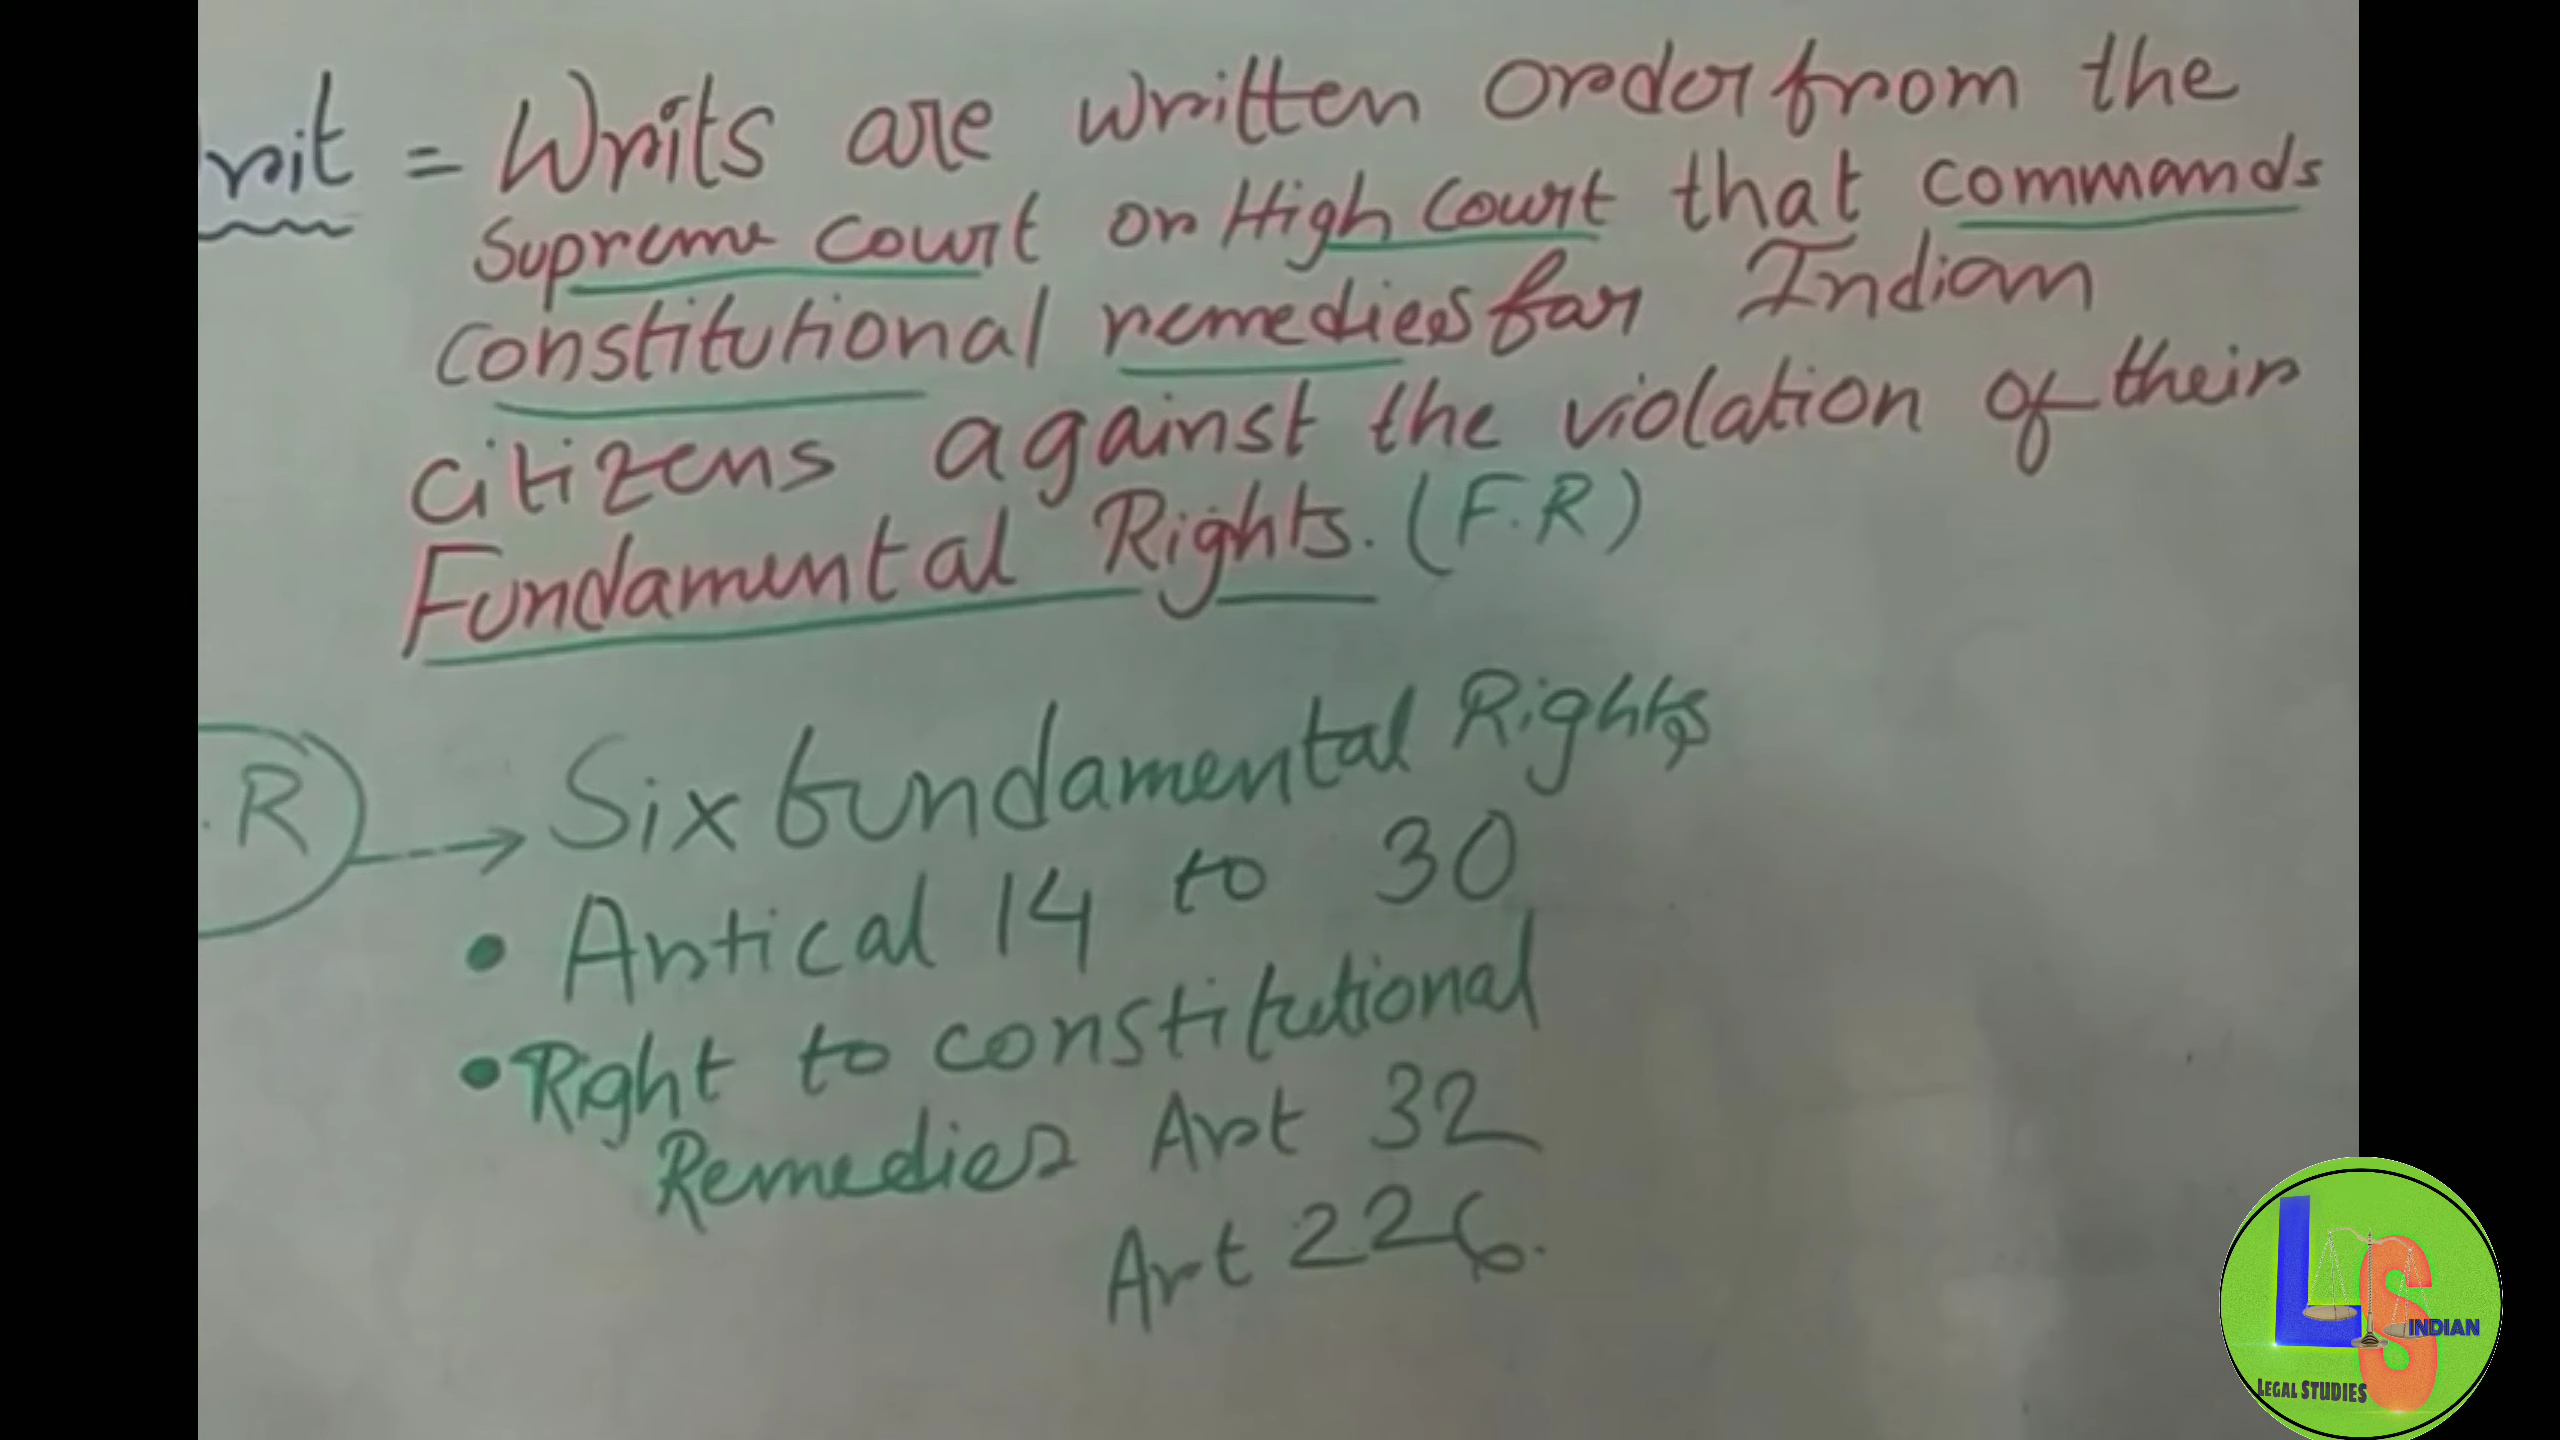 rit = Writs are written order from the
Supreme Court or High Court that commands
constitutional remedies for Indian
citizens against the violation of their
Fundamental Rights. (F.R)
.R → Six fundamental Rights
• Artical 14 to 30
• Right to constitutional
Remedies Art 32
Art 226.
LS
INDIAN
LEGAL STUDIES